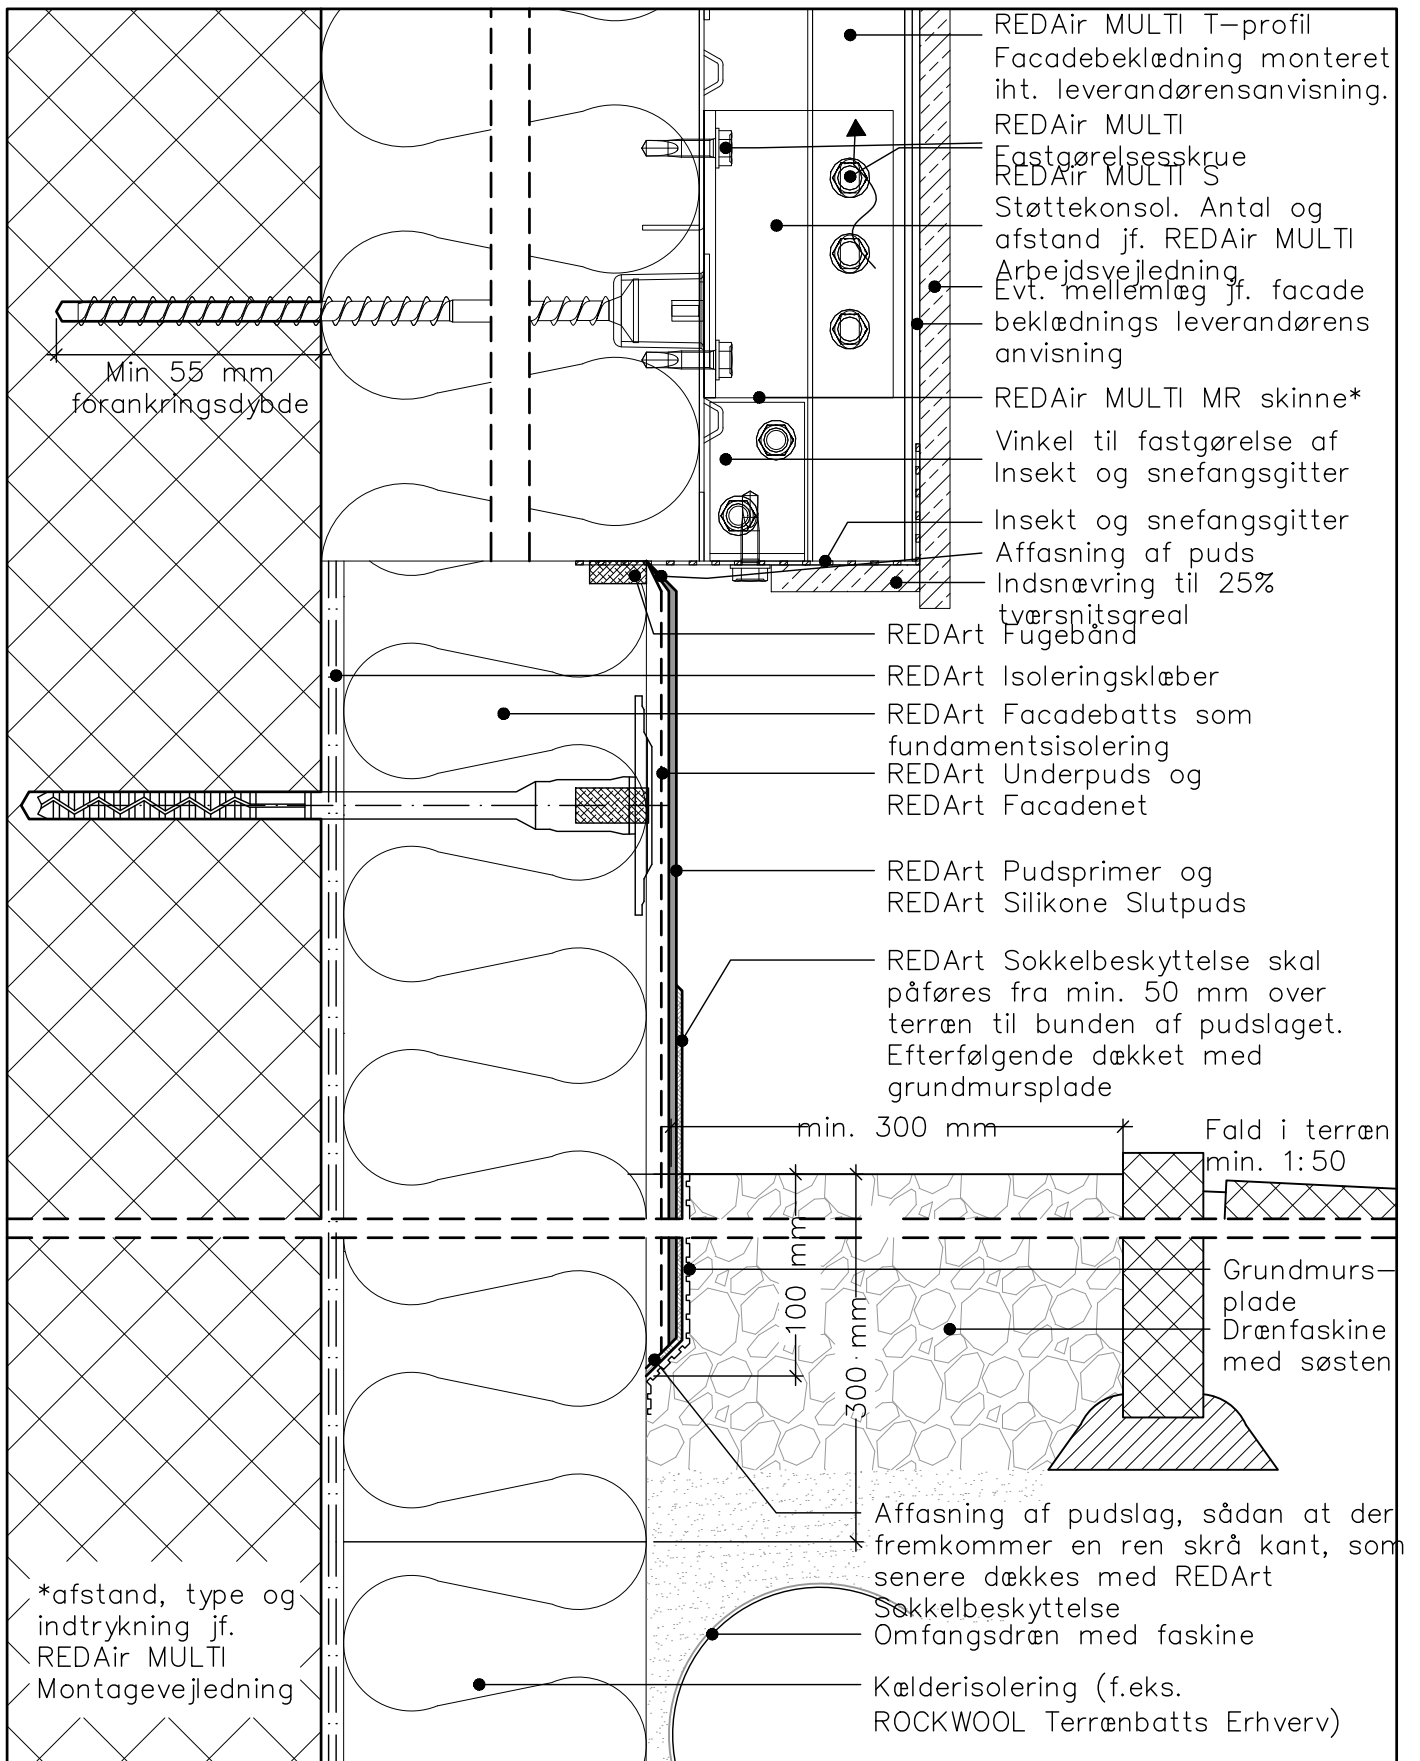 REDAir MULTI T-profil
Facadebeklædning monteret
iht. leverandørensanvisning.
REDAir MULTI
Fastgørelsesskrue
REDAir MULTI S
Støttekonsol. Antal og
afstand jf. REDAir MULTI
Arbejdsvejledning
Evt. mellemlæg jf. facade
beklædnings leverandørens
anvisning
Min 55 mm
forankringsdybde
REDAir MULTI MR skinne*
Vinkel til fastgørelse af
Insekt og snefangsgitter
Insekt og snefangsgitter
Affasning af puds
Indsnævring til 25%
tværsnitsareal
REDArt Fugebånd
REDArt Isoleringsklæber
REDArt Facadebatts som
fundamentsisolering
REDArt Underpuds og
REDArt Facadenet
REDArt Pudsprimer og
REDArt Silikone Slutpuds
REDArt Sokkelbeskyttelse skal
påføres fra min. 50 mm over
terræn til bunden af pudslaget.
Efterfølgende dækket med
grundmursplade
min. 300 mm
Fald i terræn
min. 1:50
100 mm
300 mm
Grundmurs-
plade
Drænfaskine
med søsten
Affasning af pudslag, sådan at der
fremkommer en ren skrå kant, som
senere dækkes med REDArt
Sokkelbeskyttelse
Omfangsdræn med faskine
Kælderisolering (f.eks.
ROCKWOOL Terrænbatts Erhverv)
*afstand, type og
indtrykning jf.
REDAir MULTI
Montagevejledning